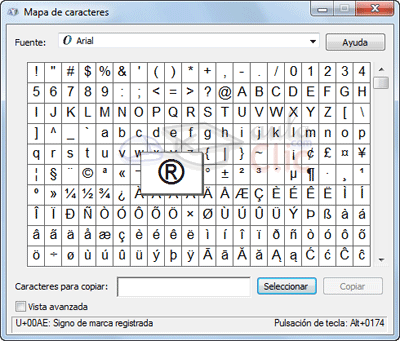 Mapa de caracteres
Fuente: O Arial Ayuda
! " # $ % & ' ( ) * + , - . / 0 1 2 3 4
5 6 7 8 9 : ; < = > ? @ A B C D E F G H
I J K L M N O P Q R S T U V W X Y Z [ \
] ^ _ ` a b c d e f g h i j k l m n o p
q r s t u v w x y z { | } ~ ¡ ¢ £ ¤ ¥
¦ § ¨ © ª « ® ° ± ² ³ ´ µ ¶ · ¸ ¹
º » ¼ ½ ¾ ¿ À Ã Ä Å Æ Ç È É Ê Ë Ì Í
Î Ï Ð Ñ Ò Ó Ô Õ Ö × Ø Ù Ú Û Ü Ý Þ ß à á
â ã ä å æ ç è é ê ë ì í î ï ð ñ ò ó ô õ
ö ÷ ø ù ú û ü ý þ ÿ Ā ā Ă ă Ą ą Ć ć Ĉ ĉ
Caracteres para copiar: Seleccionar Copiar
Vista avanzada
U+00AE: Signo de marca registrada Pulsación de tecla: Alt+0174